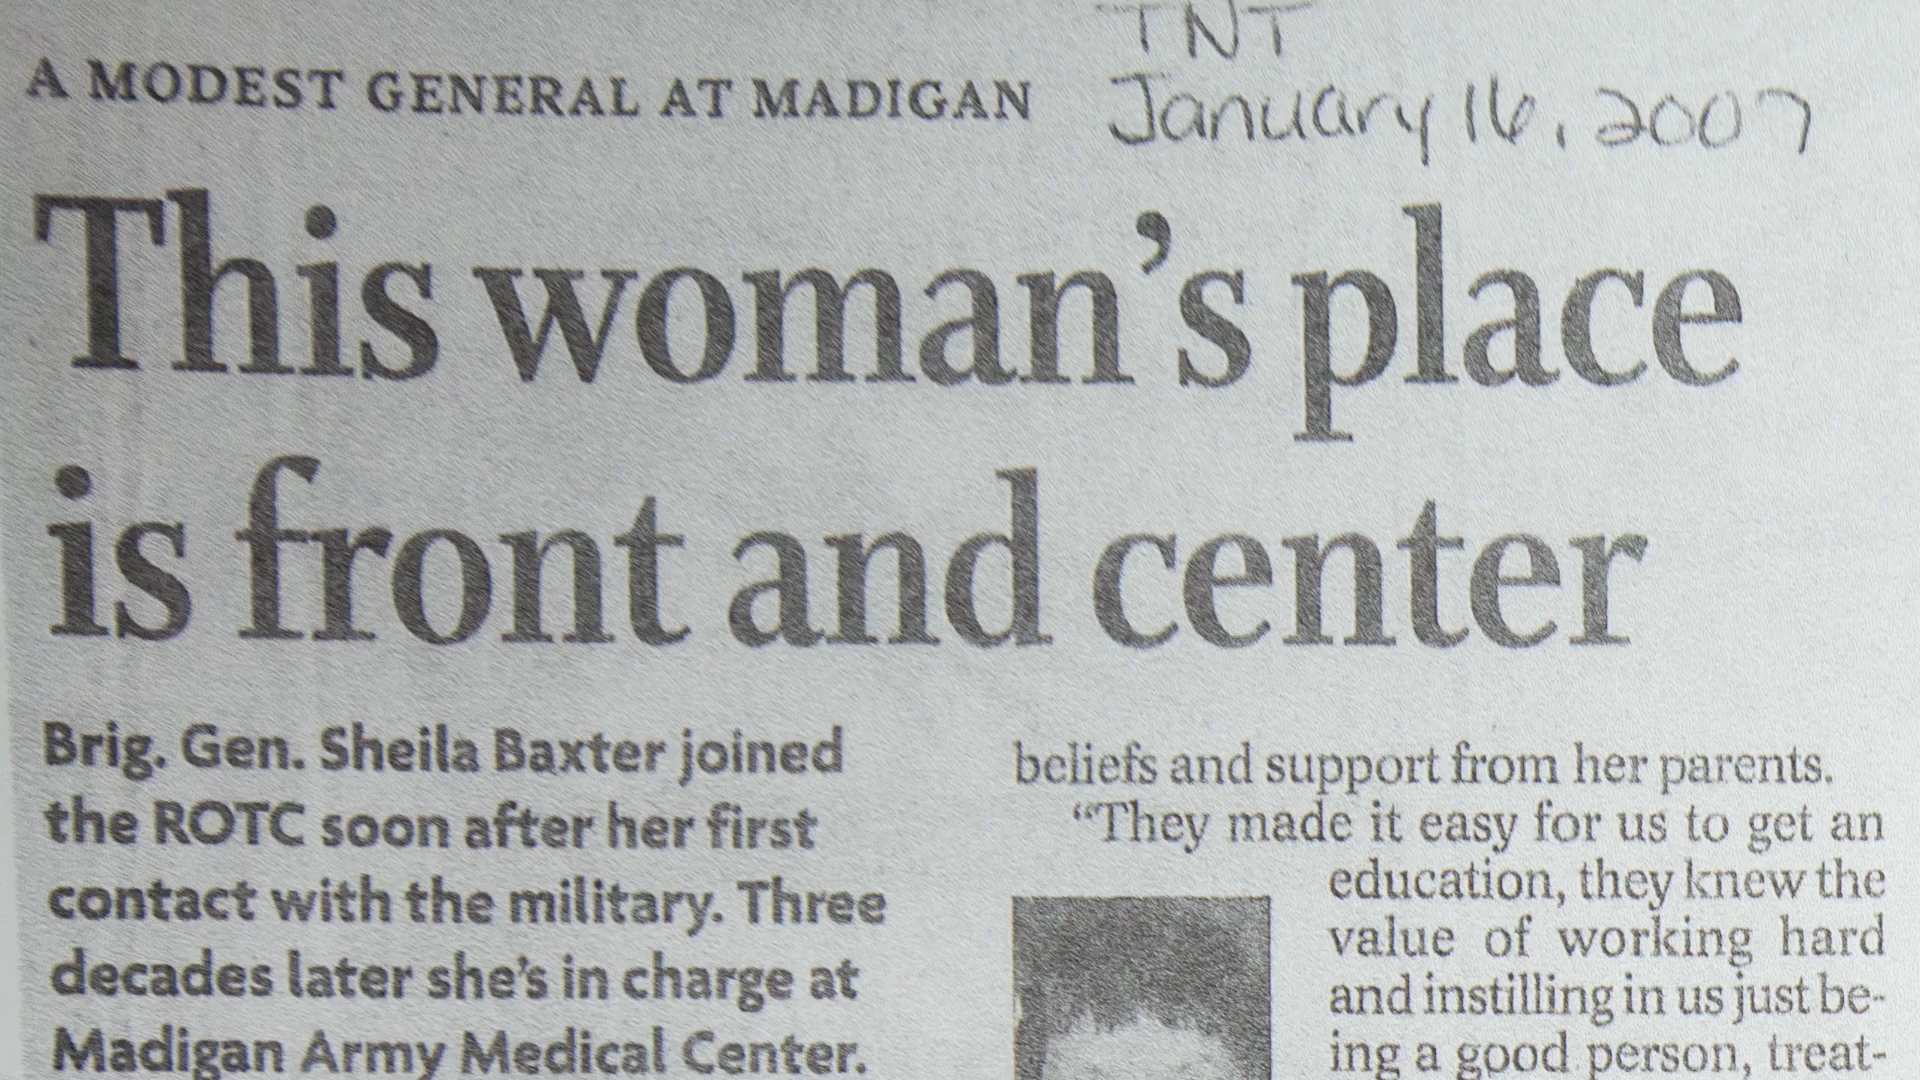 TNT
January 16, 2007
A MODEST GENERAL AT MADIGAN
This woman's place
is front and center
Brig. Gen. Sheila Baxter joined
the ROTC soon after her first
contact with the military. Three
decades later she's in charge at
Madigan Army Medical Center.
beliefs and support from her parents.
“They made it easy for us to get an
education, they knew the
value of working hard
and instilling in us just be-
ing a good person, treat-